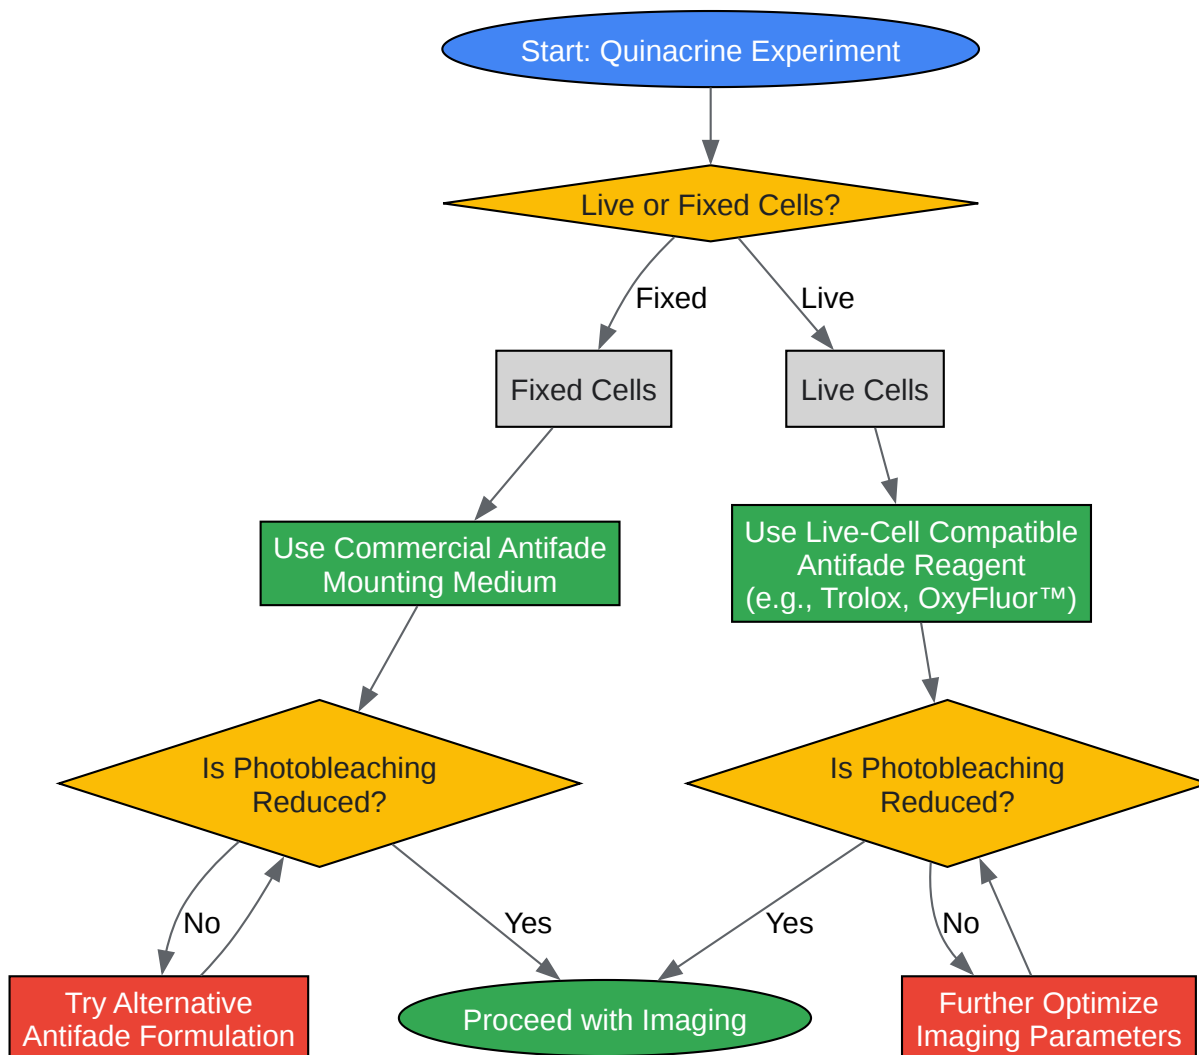 Start: Quinacrine Experiment
Live or Fixed Cells?
Fixed
Live
Fixed Cells
Live Cells
Use Commercial Antifade
Mounting Medium
Use Live-Cell Compatible
Antifade Reagent
(e.g., Trolox, OxyFluor™)
Is Photobleaching
Reduced?
Is Photobleaching
Reduced?
No
Yes
Yes
No
Try Alternative
Antifade Formulation
Proceed with Imaging
Further Optimize
Imaging Parameters